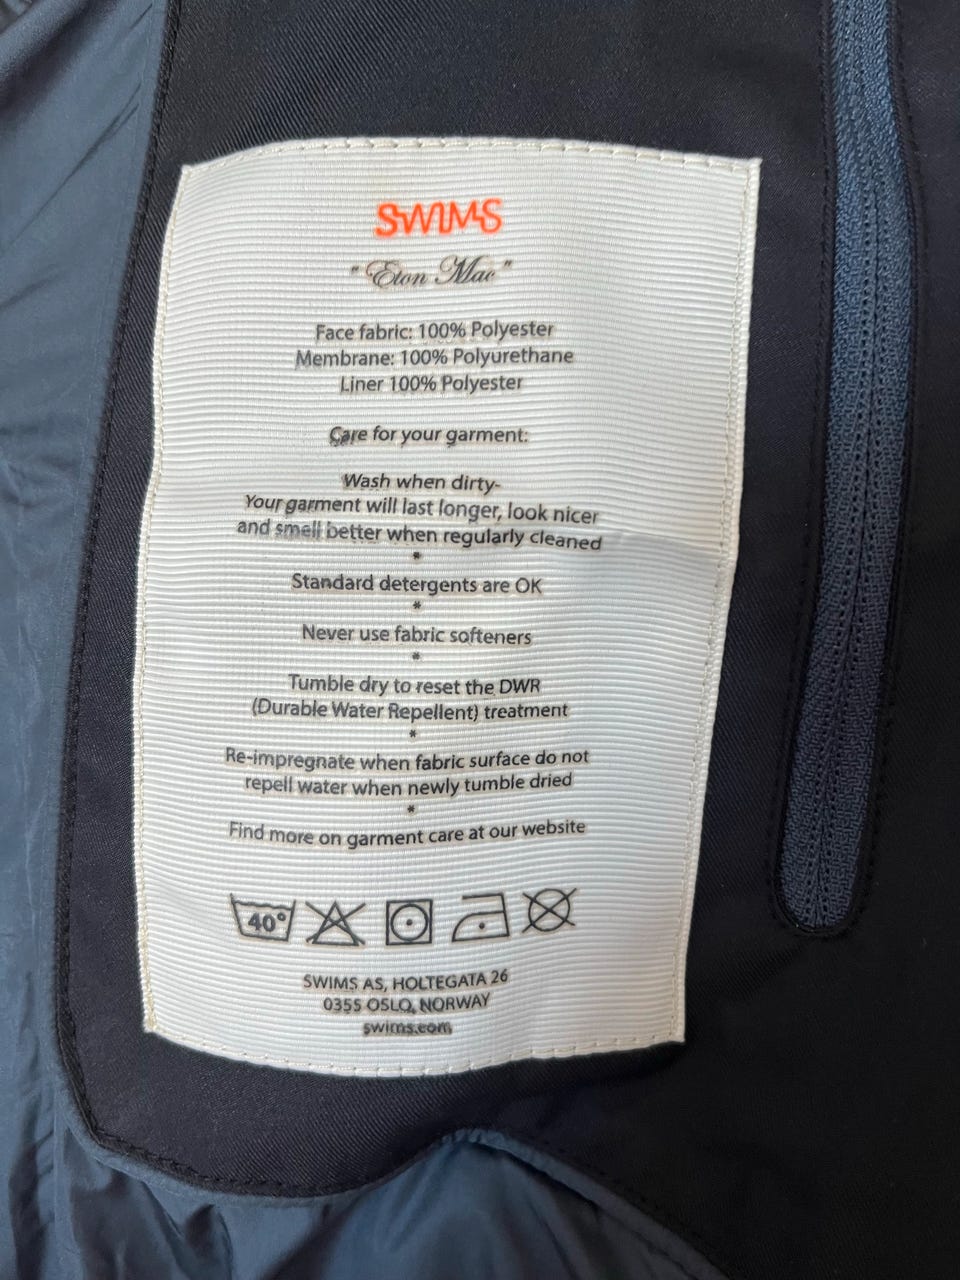 SWIMS
"Eton Mac"
Face fabric: 100% Polyester
Membrane: 100% Polyurethane
Liner 100% Polyester
Care for your garment:
Wash when dirty-
Your garment will last longer, look nicer
and smell better when regularly cleaned
*
Standard detergents are OK
*
Never use fabric softeners
*
Tumble dry to reset the DWR
(Durable Water Repellent) treatment
*
Re-impregnate when fabric surface do not
repell water when newly tumble dried
*
Find more on garment care at our website
40°
SWIMS AS, HOLTEGATA 26
0355 OSLO, NORWAY
swims.com